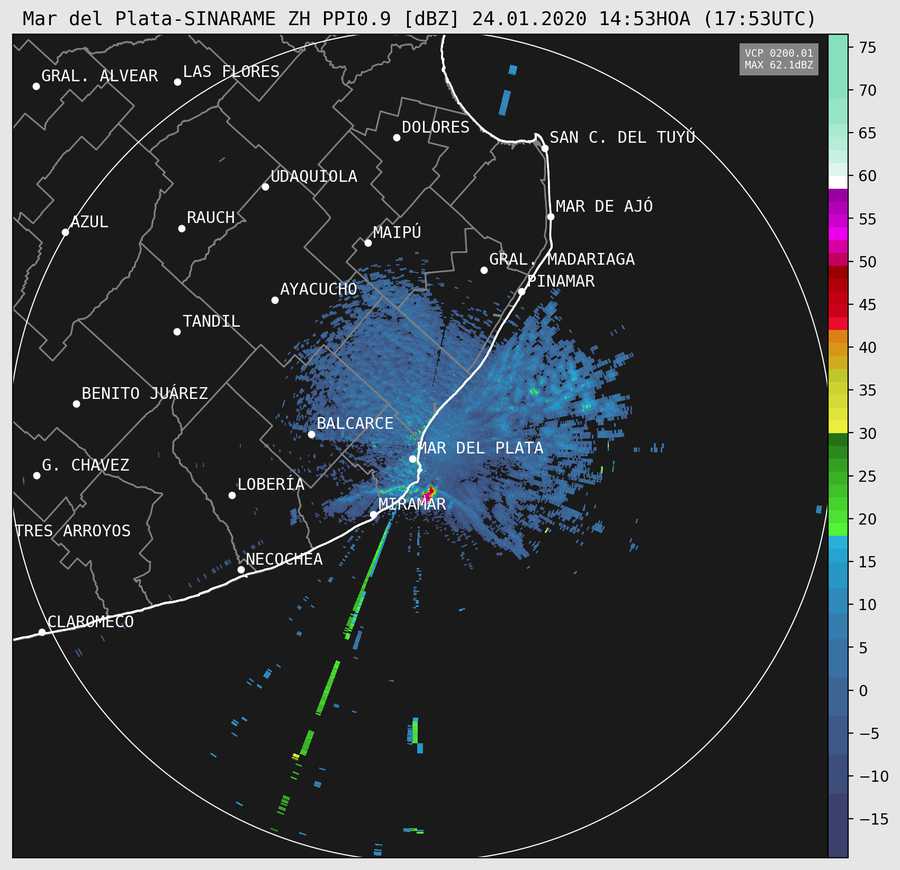 Mar del Plata-SINARAME ZH PPI0.9 [dBZ] 24.01.2020 14:53HOA (17:53UTC)
VCP 0200.01
MAX 62.1dBZ
GRAL. ALVEAR
LAS FLORES
DOLORES
SAN C. DEL TUYÚ
UDAQUIOLA
MAR DE AJÓ
AZUL
RAUCH
MAIPÚ
GRAL. MADARIAGA
PINAMAR
AYACUCHO
TANDIL
BENITO JUÁREZ
BALCARCE
MAR DEL PLATA
G. CHAVEZ
LOBERÍA
MIRAMAR
TRES ARROYOS
NECOCHEA
CLAROMECO
75
70
65
60
55
50
45
40
35
30
25
20
15
10
5
0
−5
−10
−15